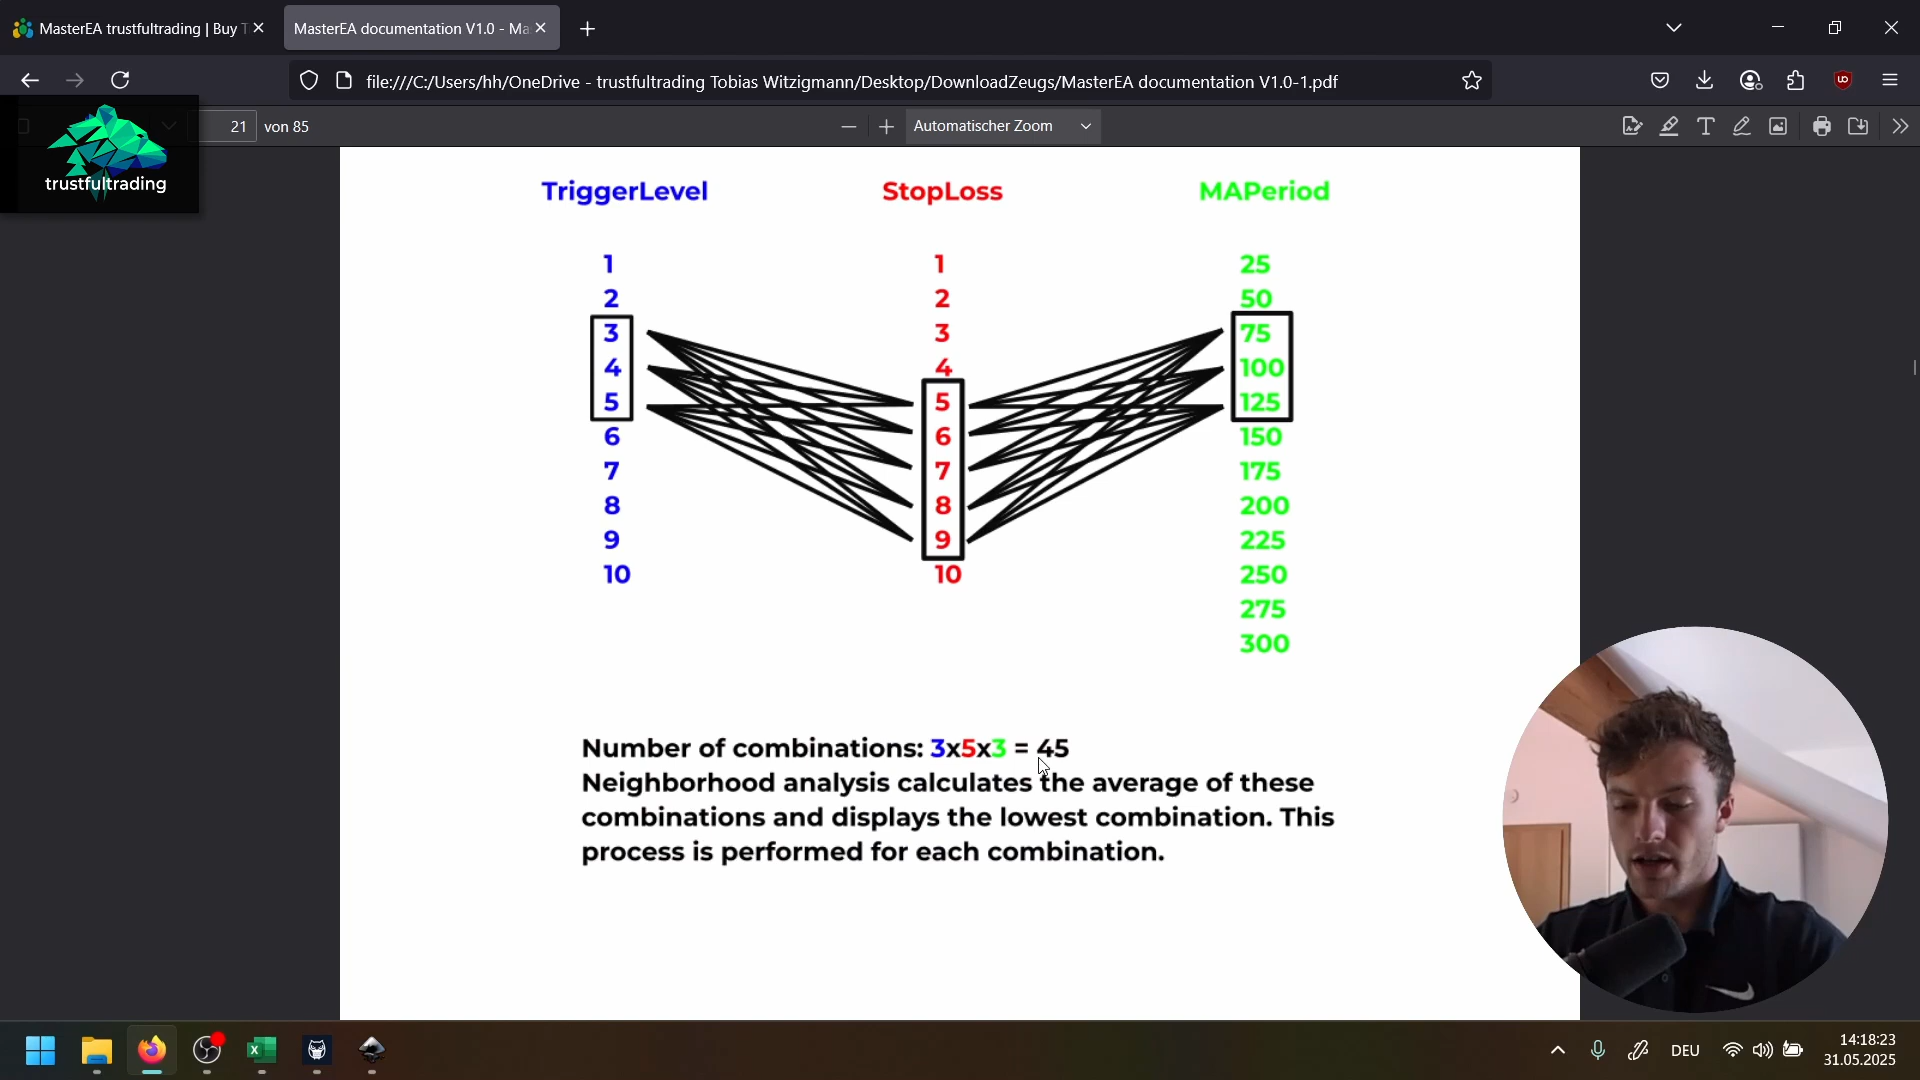 MasterEA trustfultrading | Buy T
MasterEA documentation V1.0 - Ma
file:///C:/Users/hh/OneDrive - trustfultrading Tobias Witzigmann/Desktop/DownloadZeugs/MasterEA documentation V1.0-1.pdf
21 von 85
Automatischer Zoom
trustfultrading
TriggerLevel StopLoss MAPeriod
1 1 25
2 2 50
3 3 75
4 4 100
5 5 125
6 6 150
7 7 175
8 8 200
9 9 225
10 10 250
275
300
Number of combinations: 3x5x3 = 45
Neighborhood analysis calculates the average of these
combinations and displays the lowest combination. This
process is performed for each combination.
DEU
14:18:23
31.05.2025